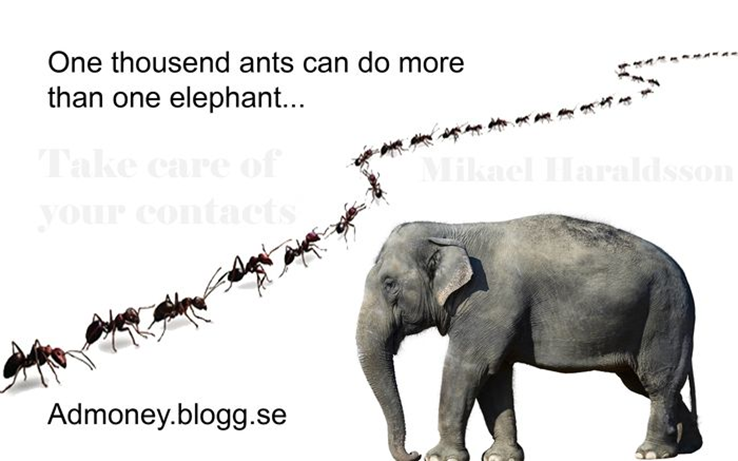 One thousend ants can do more
than one elephant...
Take care of
your contacts
Mikael Haraldsson
Admoney.blogg.se